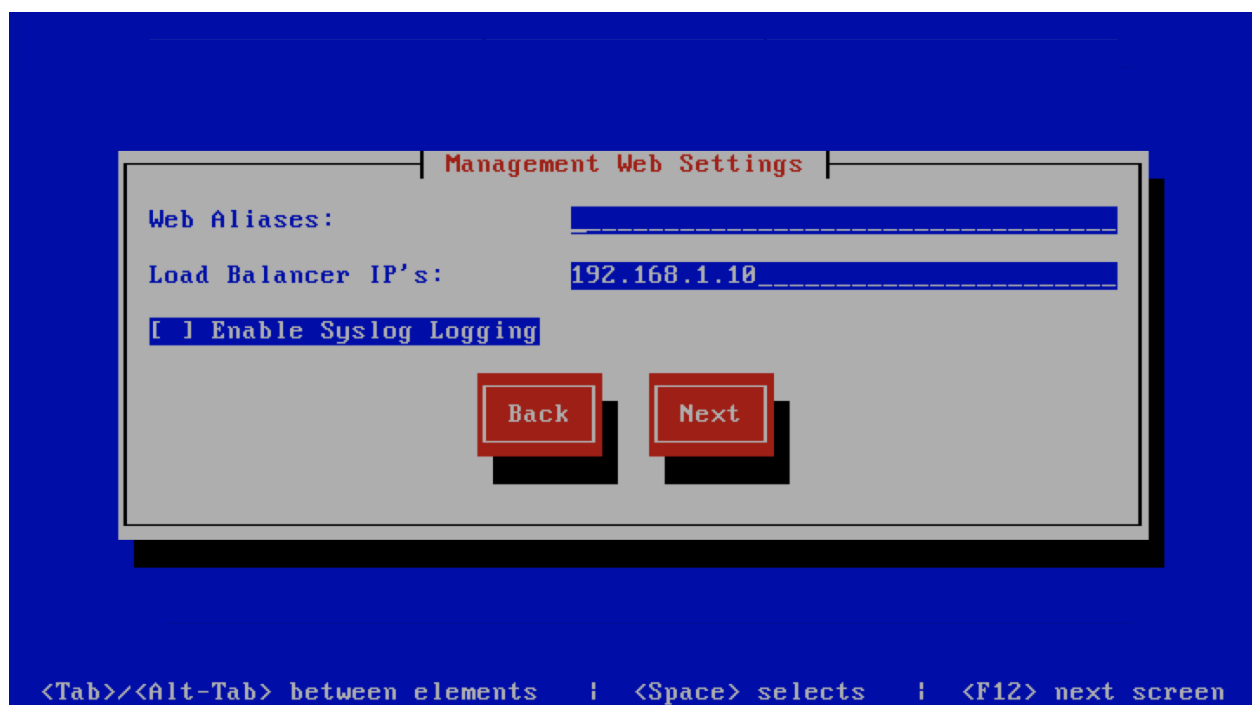 Management Web Settings
Web Aliases: _
Load Balancer IP's: 192.168.1.10
[ ] Enable Syslog Logging
Back Next
<Tab>/<Alt-Tab> between elements | <Space> selects | <F12> next screen